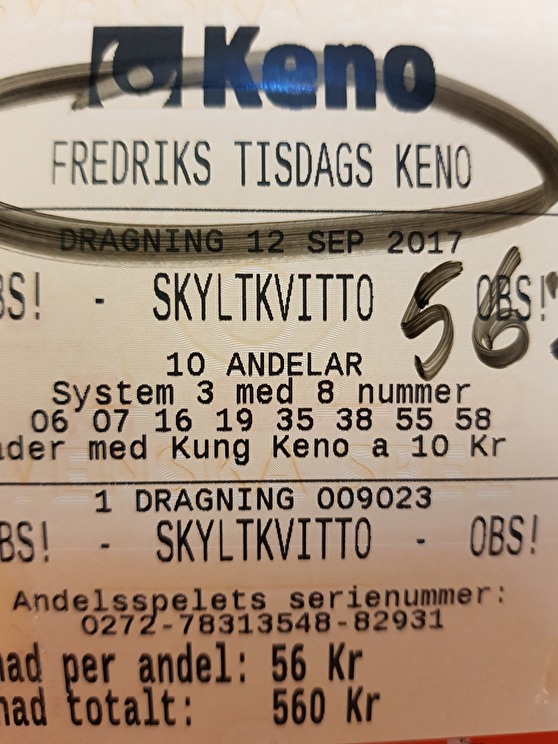 Keno
FREDRIKS TISDAGS KENO
DRAGNING 12 SEP 2017
BS! - SKYLTKVITTO OBS!
56
10 ANDELAR
System 3 med 8 nummer
06 07 16 19 35 38 55 58
der med Kung Keno a 10 Kr
1 DRAGNING 009023
BS! - SKYLTKVITTO - OBS!
Andelsspelets serienummer:
0272-78313548-82931
nad per andel: 56 Kr
nad totalt: 560 Kr